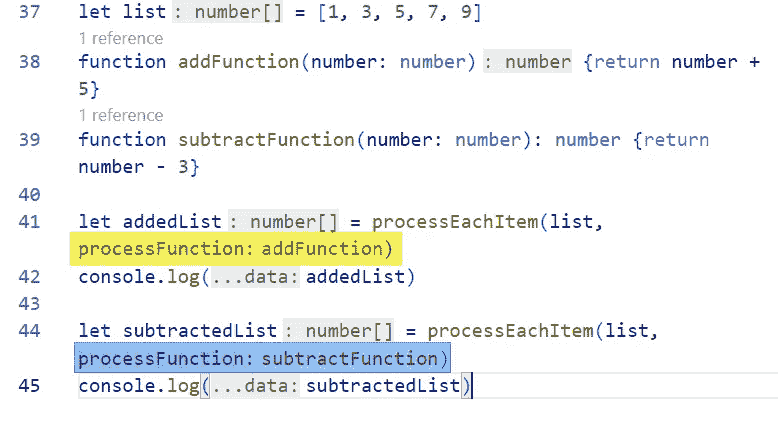 37 let list: number[] = [1, 3, 5, 7, 9]
1 reference
38 function addFunction(number: number): number {return number +
5}
1 reference
39 function subtractFunction(number: number): number {return
number - 3}
40
41 let addedList: number[] = processEachItem(list,
processFunction: addFunction)
42 console.log(...data: addedList)
43
44 let subtractedList: number[] = processEachItem(list,
processFunction: subtractFunction)
45 console.log(...data: subtractedList)